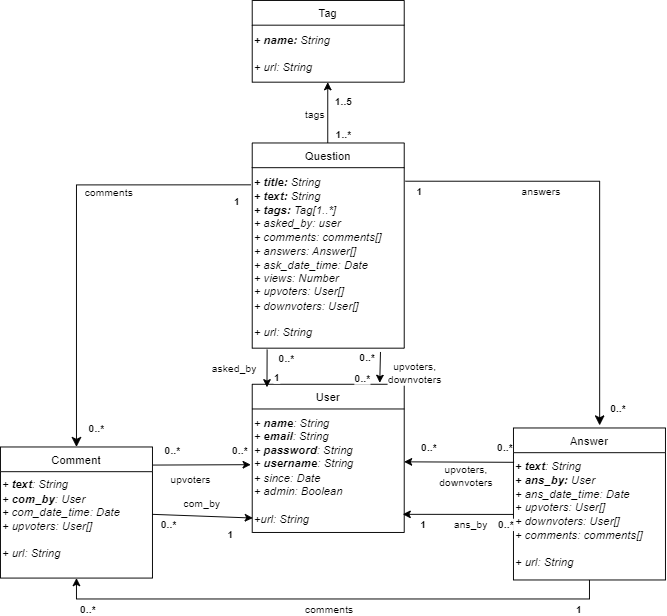 Tag
+ name: String
+ url: String
1..5
tags
1..*
Question
+ title: String
+ text: String
+ tags: Tag[1..*]
+ asked_by: user
+ comments: comments[]
+ answers: Answer[]
+ ask_date_time: Date
+ views: Number
+ upvoters: User[]
+ downvoters: User[]
+ url: String
comments
1
1
answers
asked_by
0..*
1
0..*
upvoters,
downvoters
0..*
0..*
0..*
User
+ name: String
+ email: String
+ password: String
+ username: String
+ since: Date
+ admin: Boolean
+url: String
Comment
+ text: String
+ com_by: User
+ com_date_time: Date
+ upvoters: User[]
+ url: String
0..*
0..*
upvoters
com_by
0..*
1
Answer
+ text: String
+ ans_by: User
+ ans_date_time: Date
+ upvoters: User[]
+ downvoters: User[]
+ comments: comments[]
+ url: String
0..*
0..*
upvoters,
downvoters
1
ans_by
0..*
0..*
comments
1